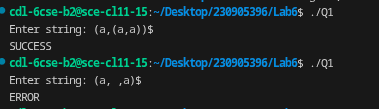 cdl-6cse-b2@sce-cl11-15:~/Desktop/230905396/Lab6$ ./Q1
Enter string: (a,(a,a))$
SUCCESS
cdl-6cse-b2@sce-cl11-15:~/Desktop/230905396/Lab6$ ./Q1
Enter string: (a, ,a)$
ERROR